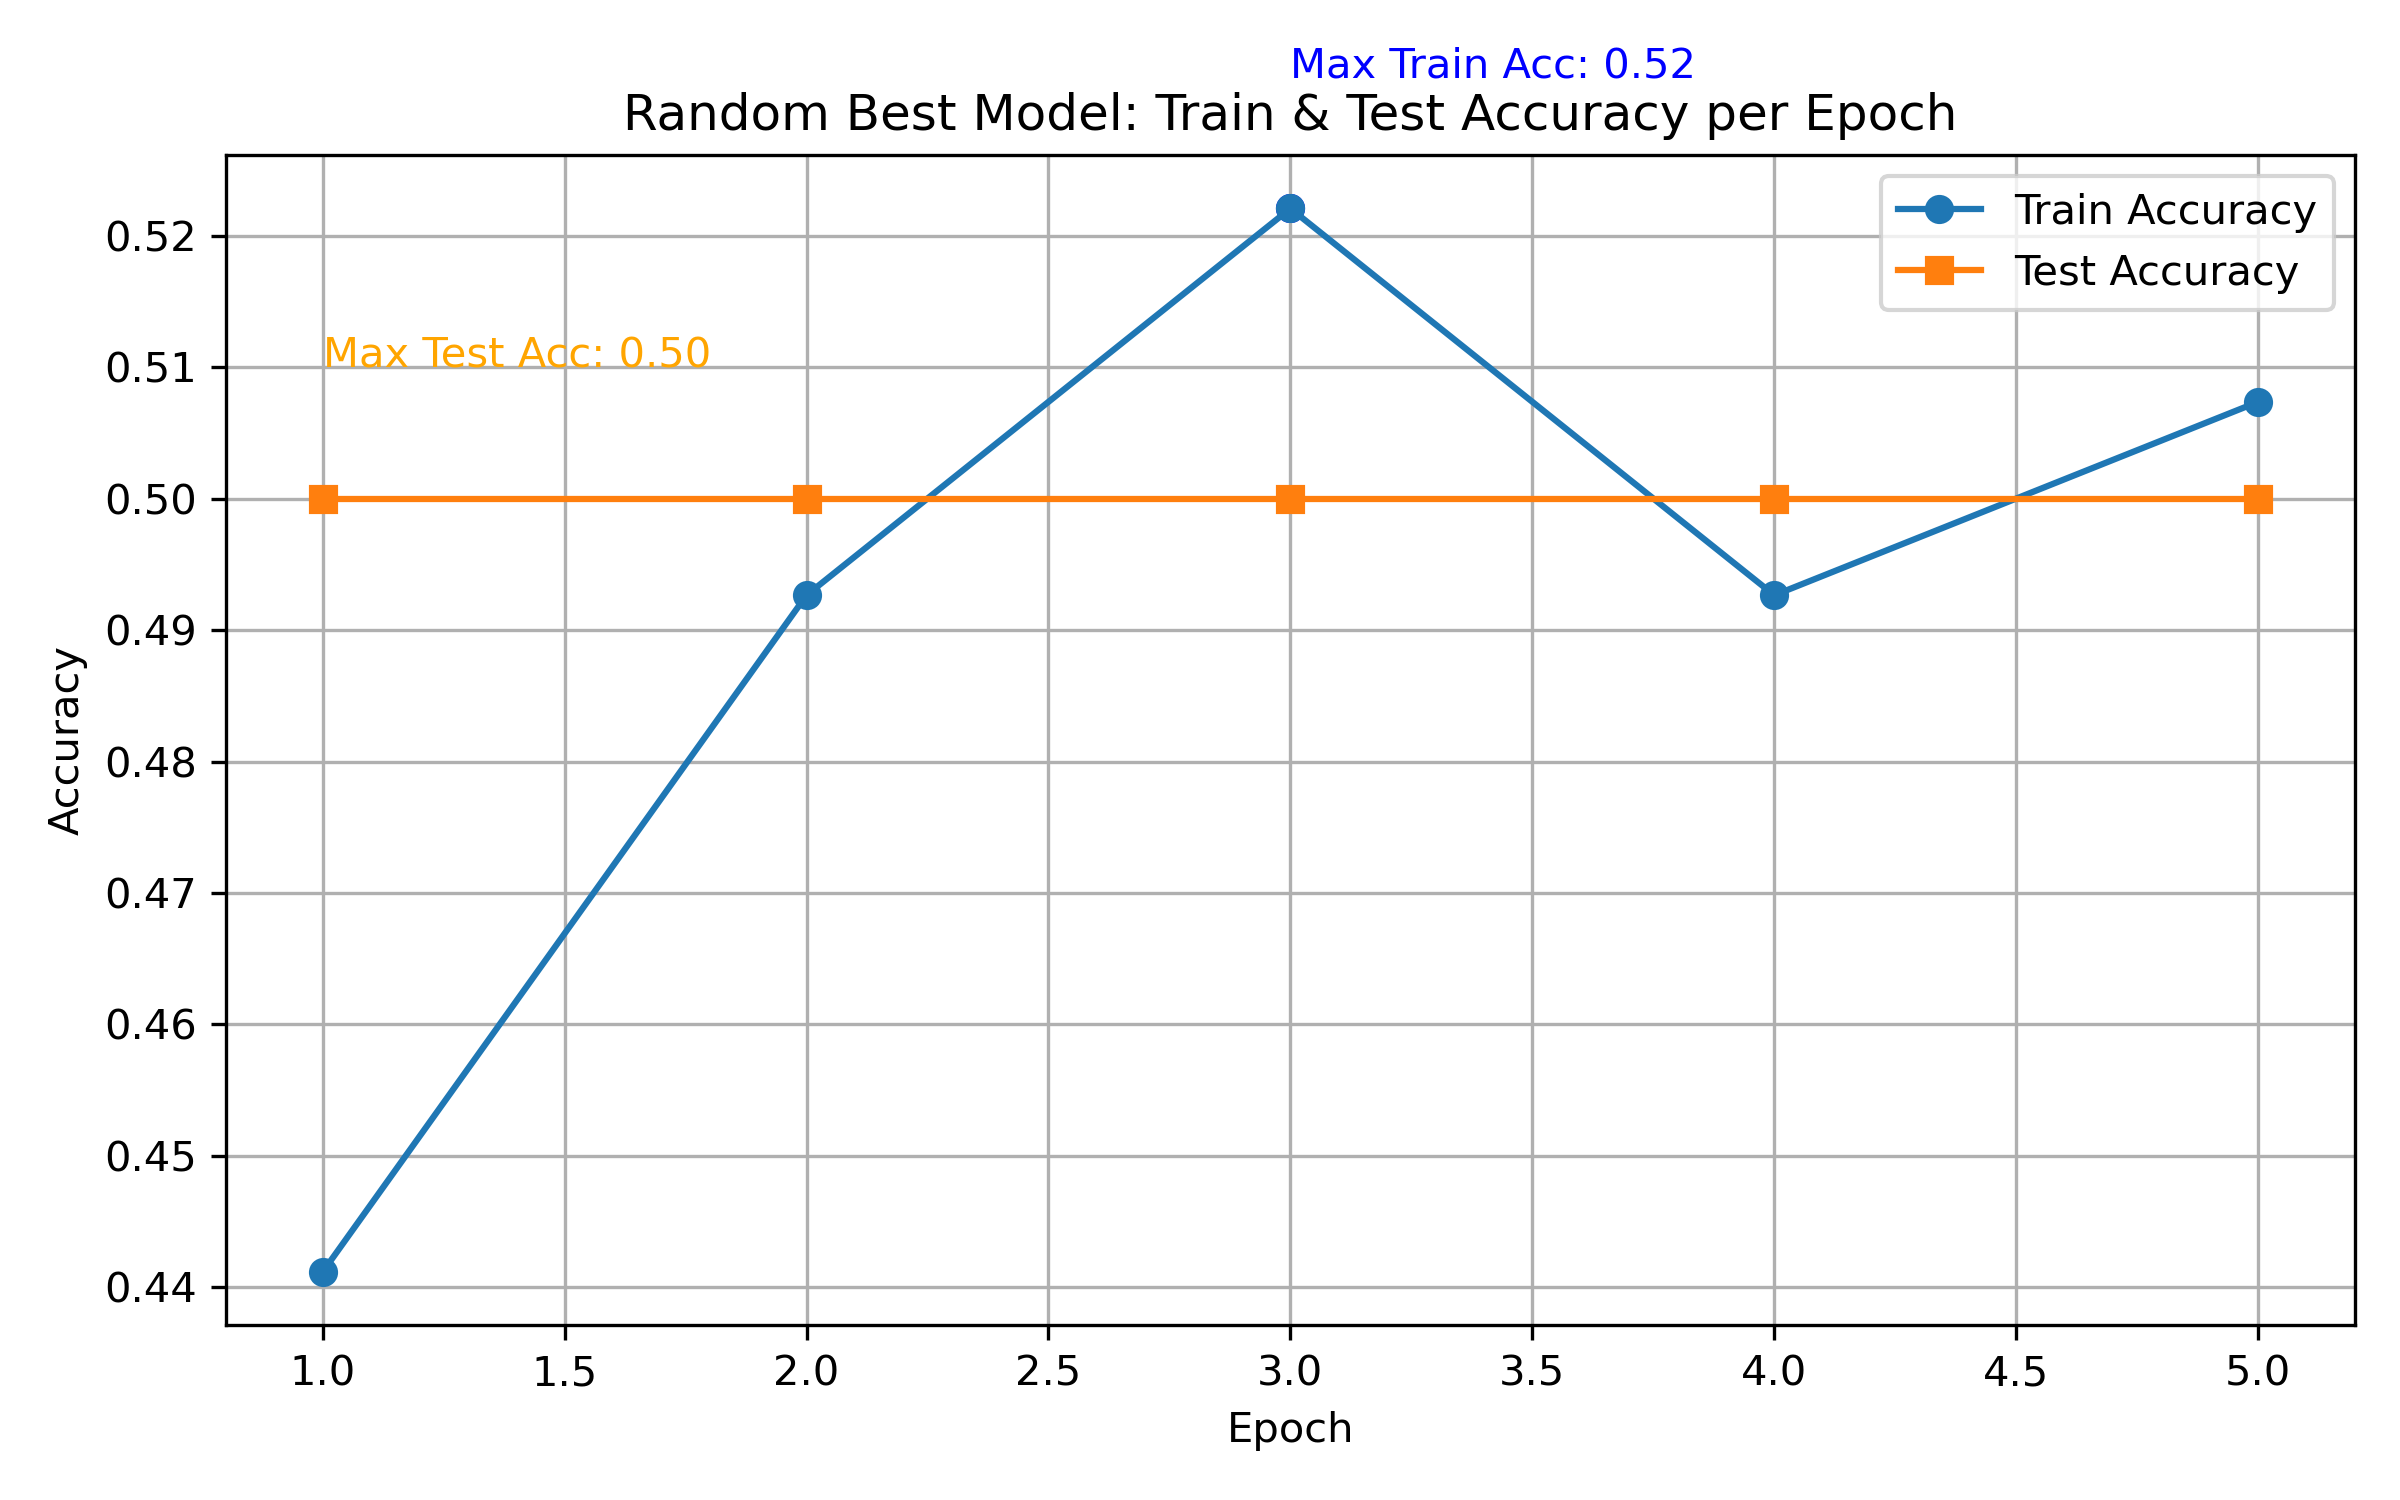 Max Train Acc: 0.52
Random Best Model: Train & Test Accuracy per Epoch
Train Accuracy
Test Accuracy
Max Test Acc: 0.50
0.52
0.51
0.50
0.49
0.48
0.47
0.46
0.45
0.44
Accuracy
1.0 1.5 2.0 2.5 3.0 3.5 4.0 4.5 5.0
Epoch